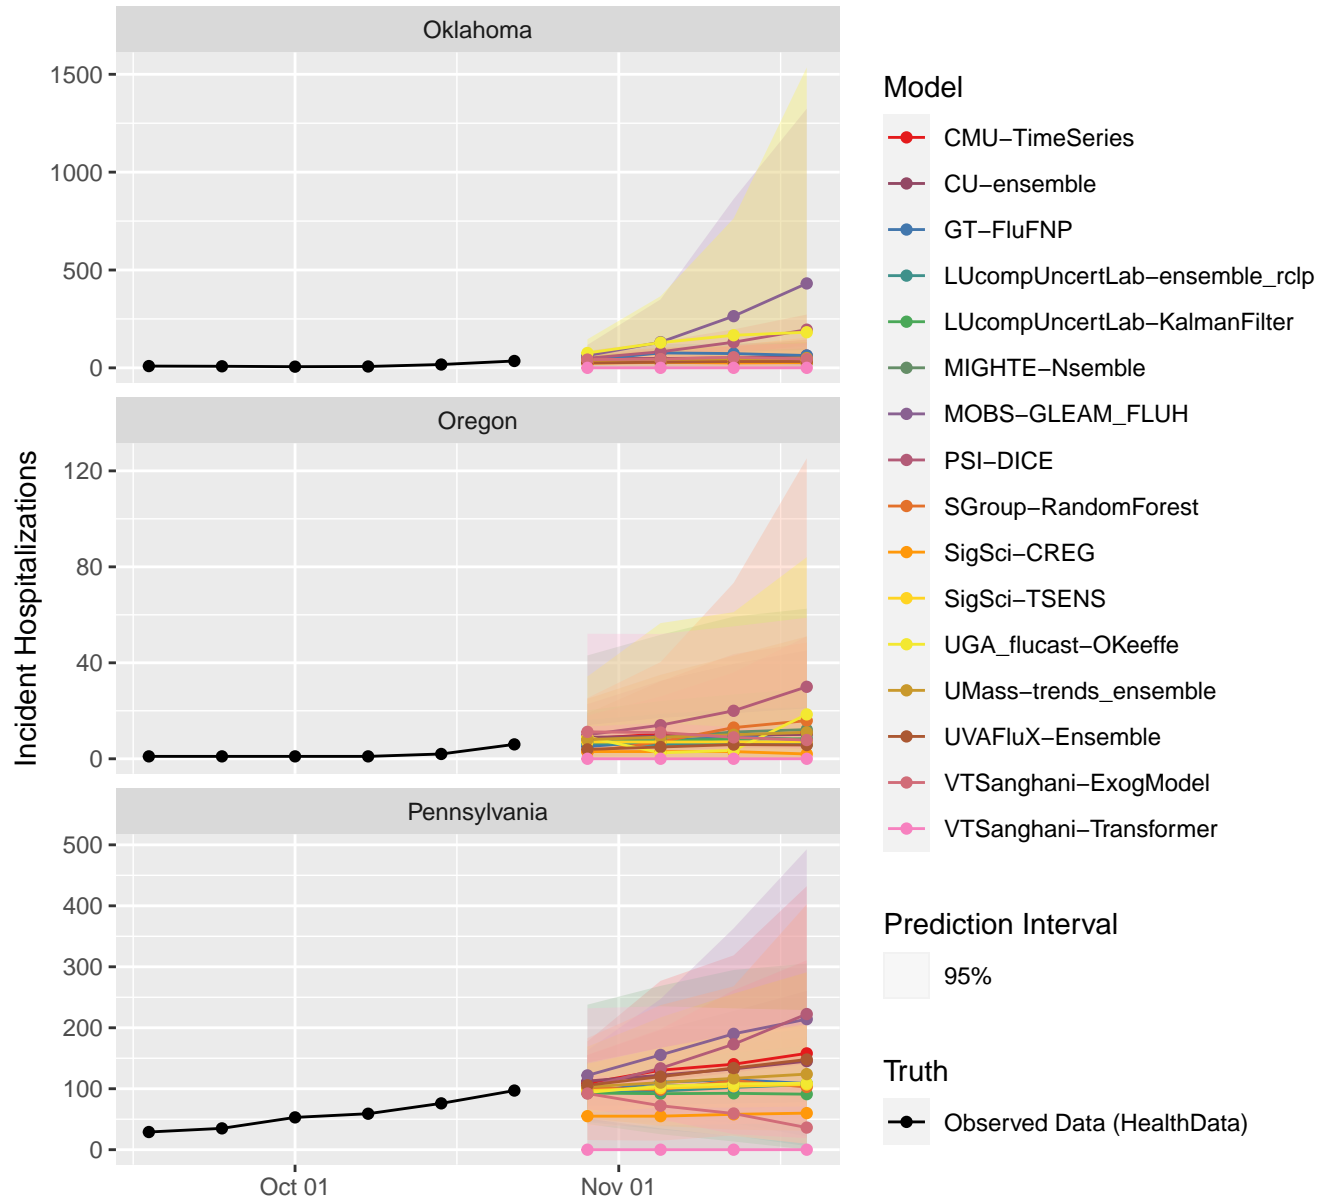 Oklahoma
1500
1000
500
0
Oregon
120
80
40
0
Pennsylvania
500
400
300
200
100
0
Oct 01
Nov 01
Incident Hospitalizations
Model
CMU−TimeSeries
CU−ensemble
GT−FluFNP
LUcompUncertLab−ensemble_rclp
LUcompUncertLab−KalmanFilter
MIGHTE−Nsemble
MOBS−GLEAM_FLUH
PSI−DICE
SGroup−RandomForest
SigSci−CREG
SigSci−TSENS
UGA_flucast−OKeeffe
UMass−trends_ensemble
UVAFluX−Ensemble
VTSanghani−ExogModel
VTSanghani−Transformer
Prediction Interval
95%
Truth
Observed Data (HealthData)